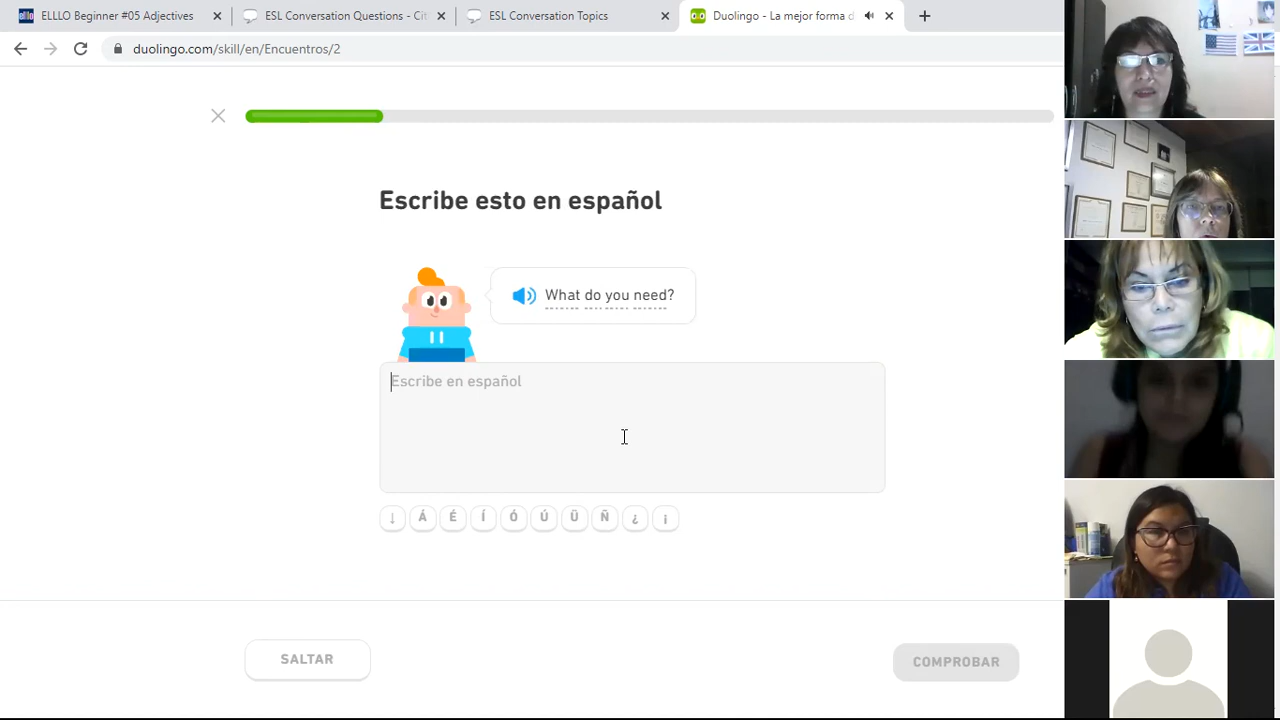 ELLLO Beginner #05 Adjectives
ESL Conversation Questions - Cit
ESL Conversation Topics
Duolingo - La mejor forma d
duolingo.com/skill/en/Encuentros/2
Escribe esto en español
What do you need?
Escribe en español
↓ Á É Í Ó Ú Ü Ñ ¿ ¡
SALTAR
COMPROBAR